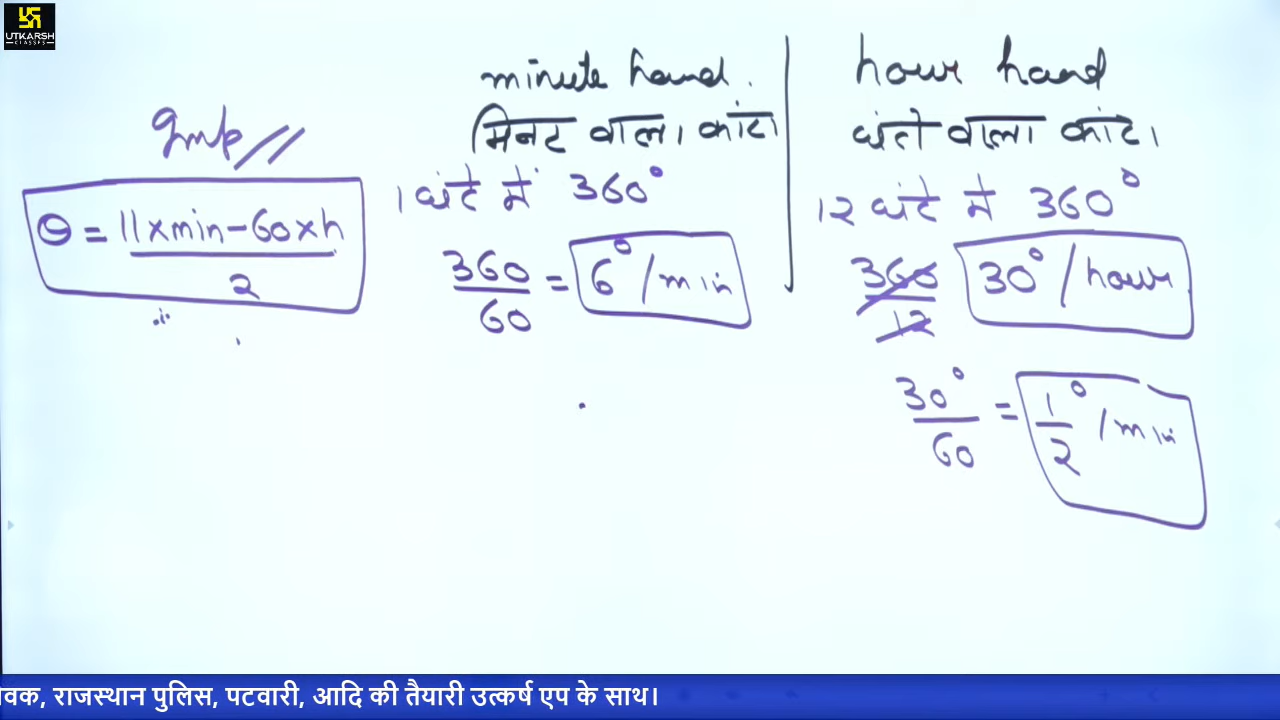 UTKARSH
CLASSES
Imp //
θ = 11×min-60×h
2
minute hand.
मिनट वाला कांटा
1 घंटे में 360°
360
60
= 6°/min
hour hand
घंटे वाला कांटा
12 घंटे में 360°
360
12
30°/hour
30°
60
= 1°/min
2
वक, राजस्थान पुलिस, पटवारी, आदि की तैयारी उत्कर्ष एप के साथ।